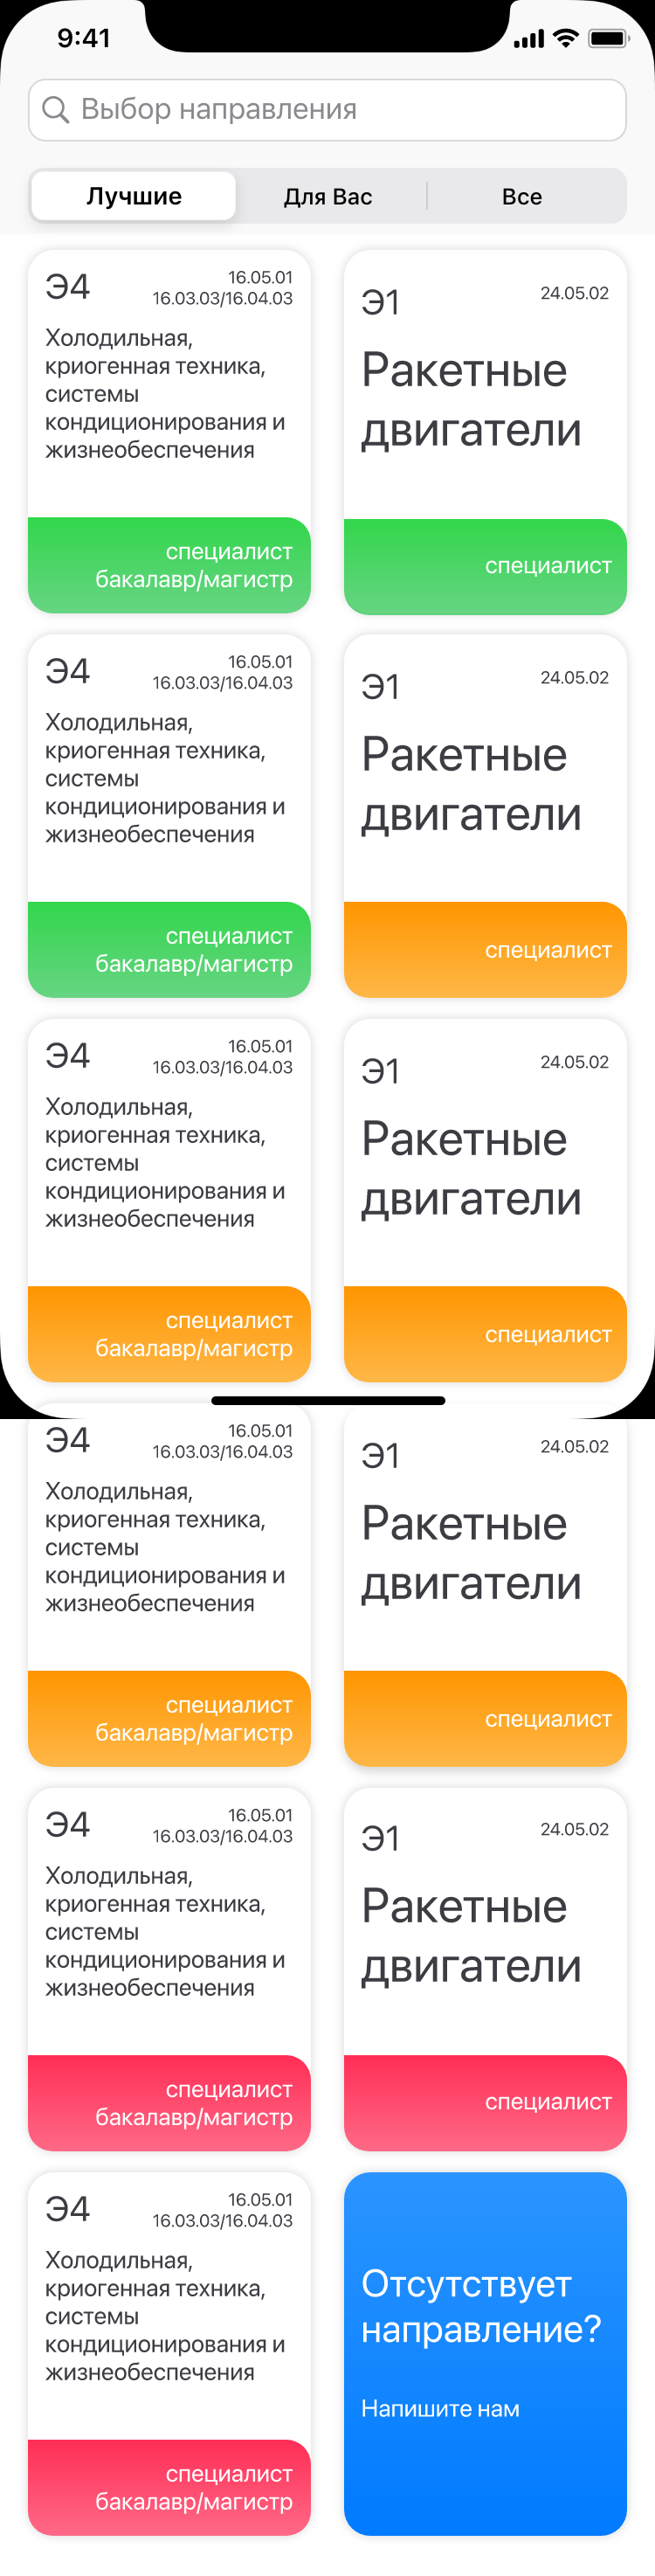 9:41
Выбор направления
Лучшие
Для Вас
Все
Э4
16.05.01
16.03.03/16.04.03
Холодильная,
криогенная техника,
системы
кондиционирования и
жизнеобеспечения
специалист
бакалавр/магистр
Э1
24.05.02
Ракетные
двигатели
специалист
Э4
16.05.01
16.03.03/16.04.03
Холодильная,
криогенная техника,
системы
кондиционирования и
жизнеобеспечения
специалист
бакалавр/магистр
Э1
24.05.02
Ракетные
двигатели
специалист
Э4
16.05.01
16.03.03/16.04.03
Холодильная,
криогенная техника,
системы
кондиционирования и
жизнеобеспечения
специалист
бакалавр/магистр
Э1
24.05.02
Ракетные
двигатели
специалист
Э4
16.05.01
16.03.03/16.04.03
Холодильная,
криогенная техника,
системы
кондиционирования и
жизнеобеспечения
специалист
бакалавр/магистр
Э1
24.05.02
Ракетные
двигатели
специалист
Э4
16.05.01
16.03.03/16.04.03
Холодильная,
криогенная техника,
системы
кондиционирования и
жизнеобеспечения
специалист
бакалавр/магистр
Э1
24.05.02
Ракетные
двигатели
специалист
Э4
16.05.01
16.03.03/16.04.03
Холодильная,
криогенная техника,
системы
кондиционирования и
жизнеобеспечения
специалист
бакалавр/магистр
Отсутствует
направление?
Напишите нам